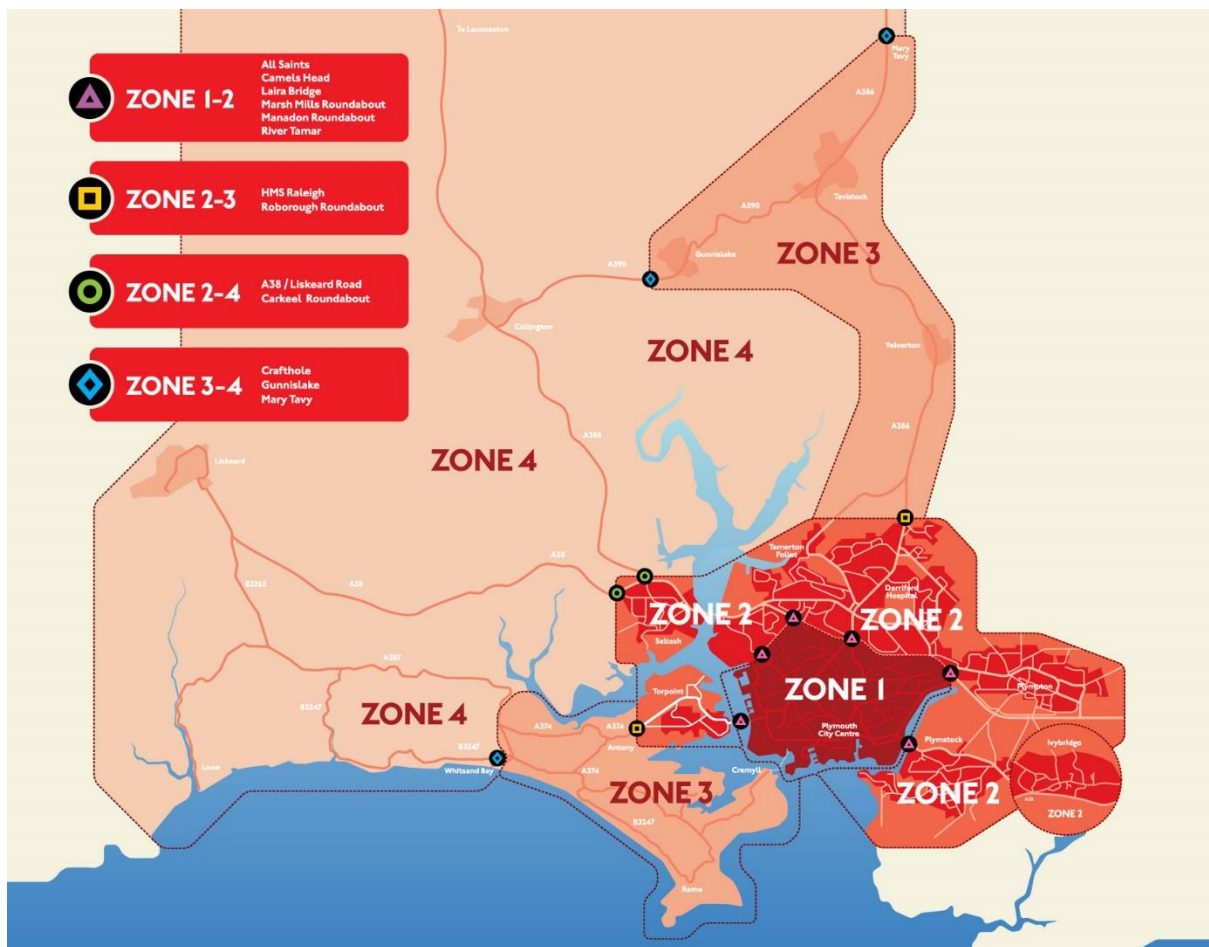 To Launceston
Mary
Tavy
ZONE 1-2
All Saints
Camels Head
Laira Bridge
Marsh Mills Roundabout
Manadon Roundabout
River Tamar
A386
ZONE 2-3
HMS Raleigh
Roborough Roundabout
Tavistock
A390
Gunnislake
ZONE 3
A390
ZONE 2-4
A38 / Liskeard Road
Carkeel Roundabout
Callington
Yelverton
ZONE 4
ZONE 3-4
Crafthole
Gunnislake
Mary Tavy
A386
A388
ZONE 4
Liskeard
Tamerton
Foliot
A38
A38
Derriford
Hospital
ZONE 2
ZONE 2
Saltash
A387
ZONE 1
Torpoint
Plympton
B3247
ZONE 4
A374
A374
Plymouth
City Centre
Plymstock
Antony
Ivybridge
B3247
Looe
Whitsand Bay
A374
Cremyll
ZONE 3
ZONE 2
A38
ZONE 2
B3247
Rame